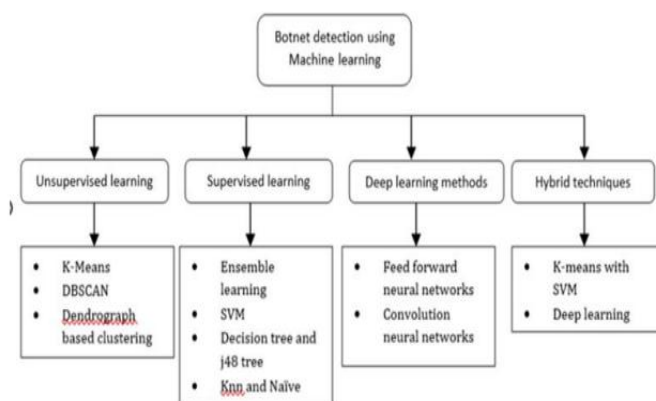 Botnet detection using
Machine learning
Unsupervised learning
Supervised learning
Deep learning methods
Hybrid techniques
)
• K-Means
• DBSCAN
• Dendrograph
based clustering
• Ensemble
learning
• SVM
• Decision tree and
j48 tree
• Knn and Naïve
• Feed forward
neural networks
• Convolution
neural networks
• K-means with
SVM
• Deep learning